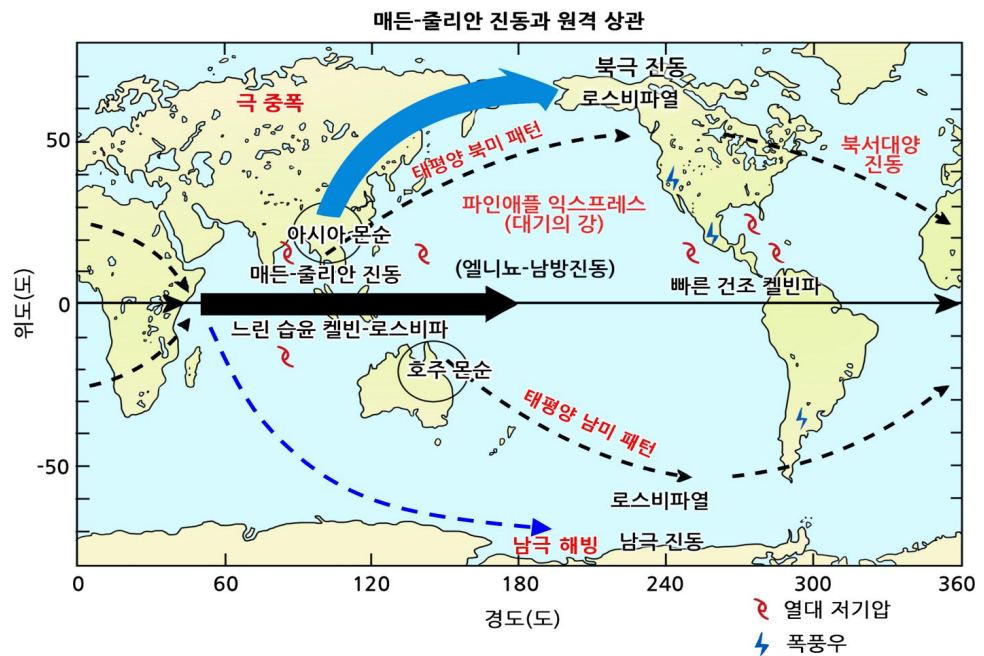 매든-줄리안 진동과 원격 상관
북극 진동
로스비파열
극 중폭
50
태평양 북미 패턴
북서대양
진동
파인애플 익스프레스
(대기의 강)
아시아 몬순
매든-줄리안 진동
(엘니뇨-남방진동)
빠른 건조 켈빈파
위도(도)
0
느린 습윤 켈빈-로스비파
호주 몬순
태평양 남미 패턴
-50
로스비파열
남극 해빙
남극 진동
0
60
120
180
240
300
360
경도(도)
열대 저기압
폭풍우